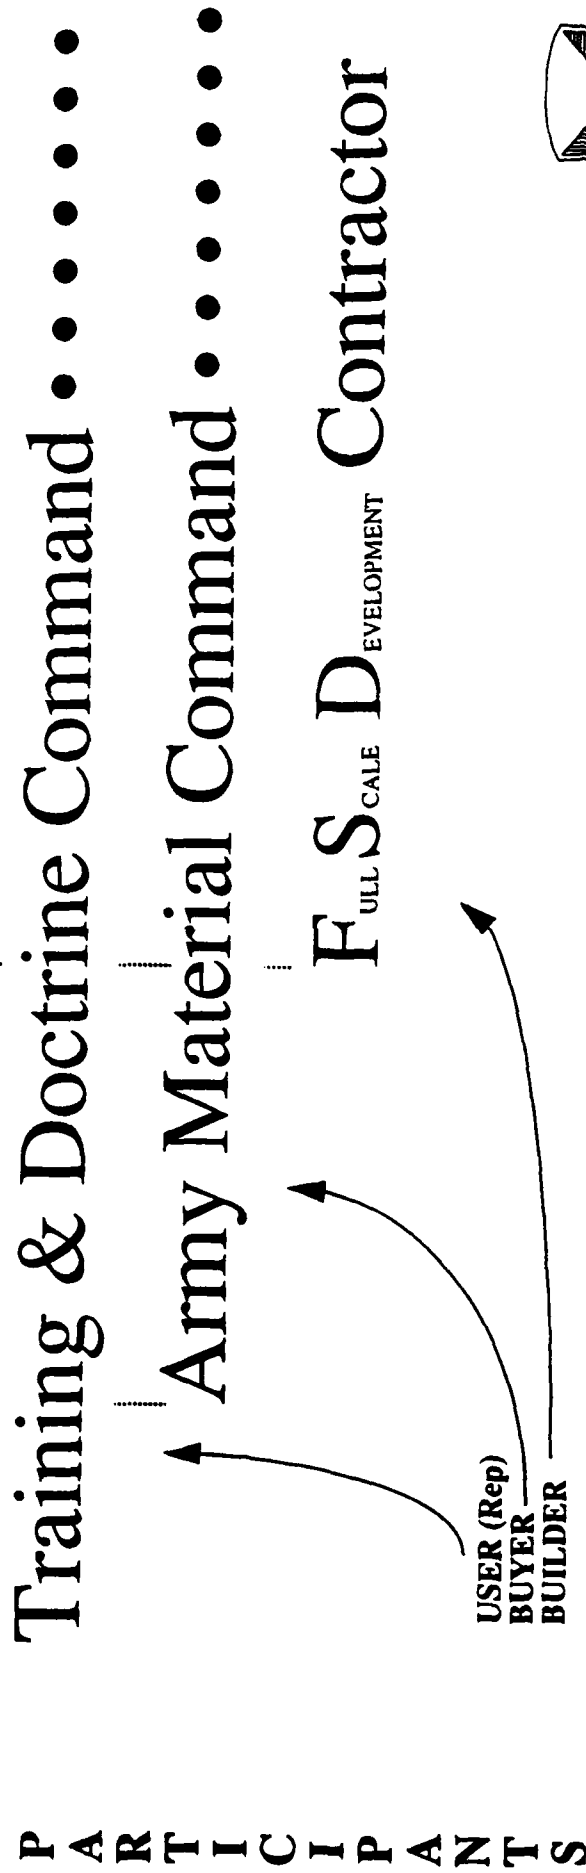 PARTICIPANTS
Training & Doctrine Command . . . . . . .
Army Material Command . . . . . . .
FULL SCALE DEVELOPMENT Contractor
USER (Rep)
BUYER
BUILDER